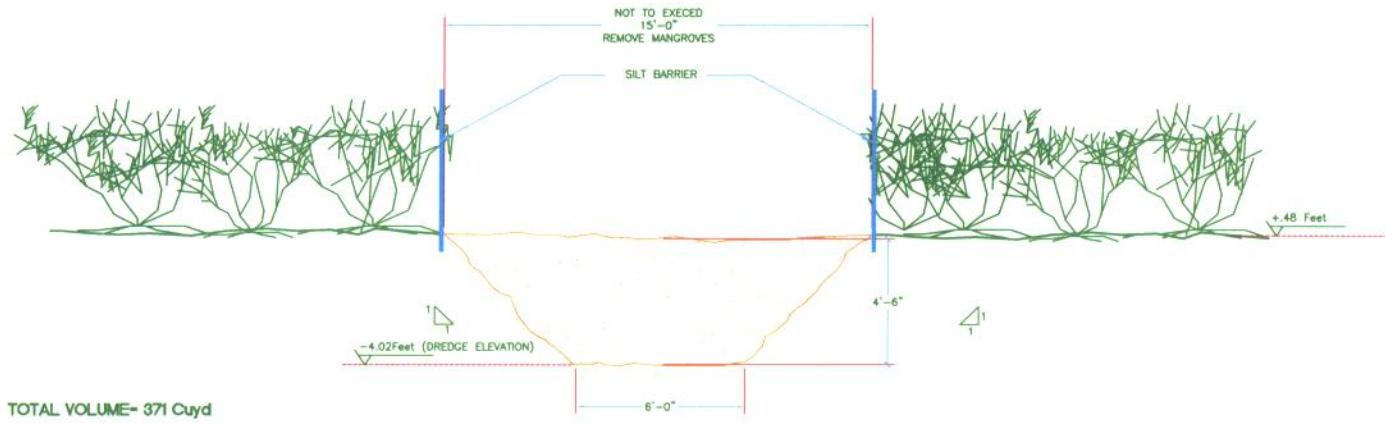 NOT TO EXECED
15'-0"
REMOVE MANGROVES
SILT BARRIER
+.48 Feet
4'-6"
1
1
1
1
-4.02Feet (DREDGE ELEVATION)
6'-0"
TOTAL VOLUME= 371 Cuyd